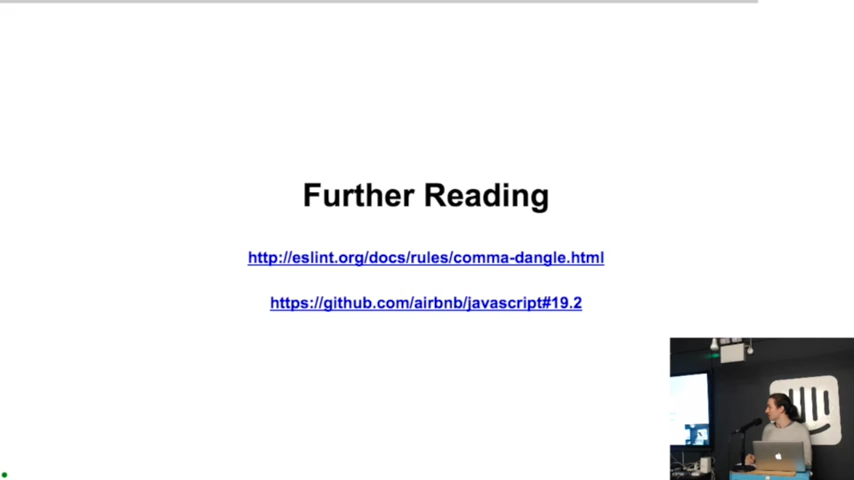 Further Reading
http://eslint.org/docs/rules/comma-dangle.html
https://github.com/airbnb/javascript#19.2